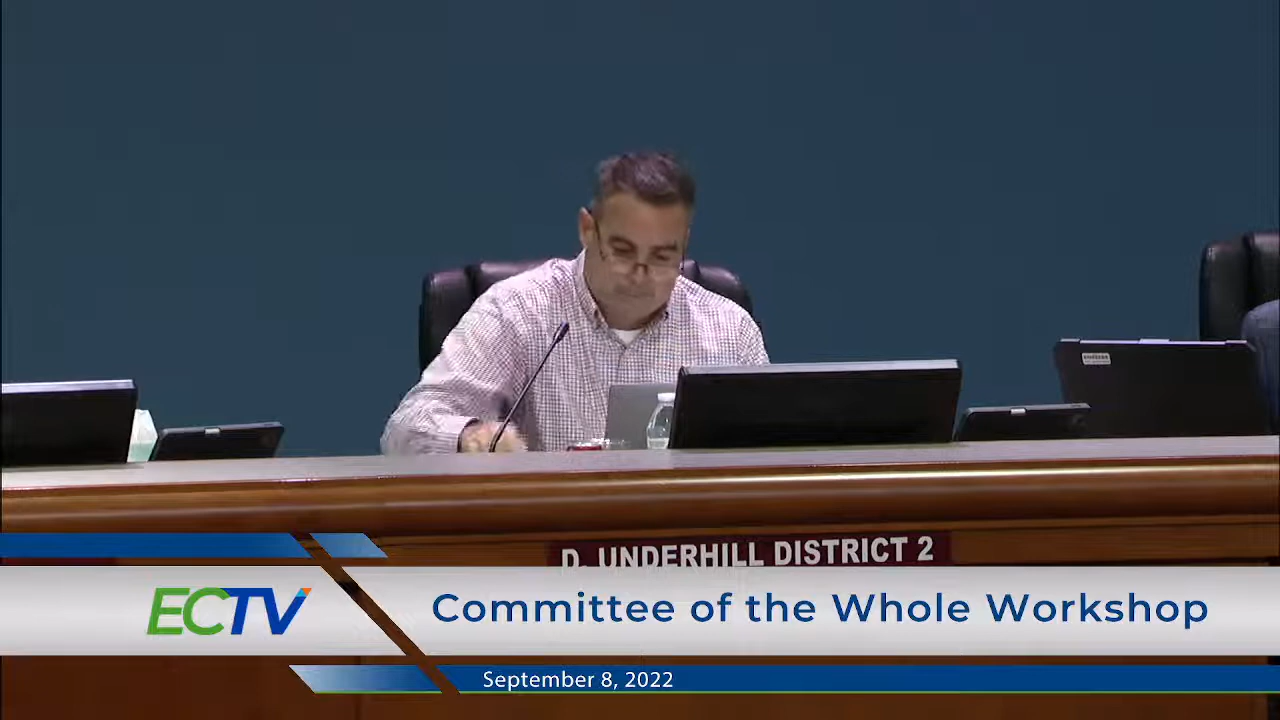 D. UNDERHILL DISTRICT 2
ECTV
Committee of the Whole Workshop
September 8, 2022